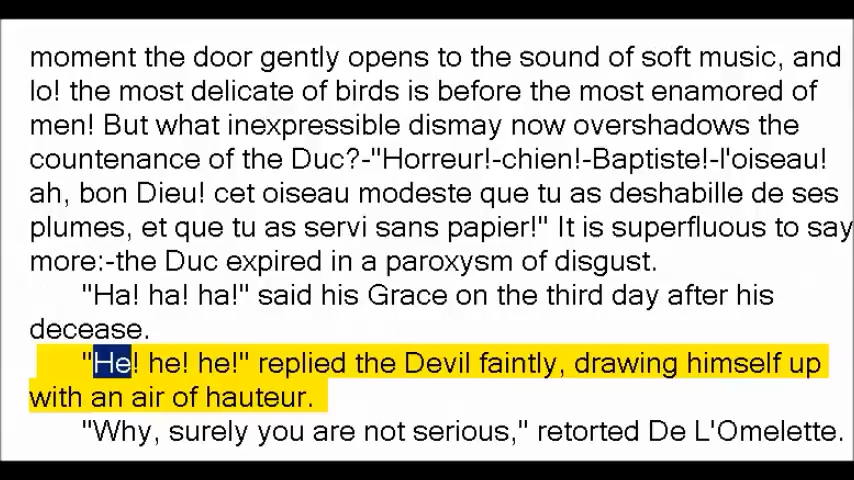 moment the door gently opens to the sound of soft music, and
lo! the most delicate of birds is before the most enamored of
men! But what inexpressible dismay now overshadows the
countenance of the Duc?-"Horreur!-chien!-Baptiste!-l'oiseau!
ah, bon Dieu! cet oiseau modeste que tu as deshabille de ses
plumes, et que tu as servi sans papier!" It is superfluous to say
more:-the Duc expired in a paroxysm of disgust.
"Ha! ha! ha!" said his Grace on the third day after his
decease.
"He! he! he!" replied the Devil faintly, drawing himself up
with an air of hauteur.
"Why, surely you are not serious," retorted De L'Omelette.